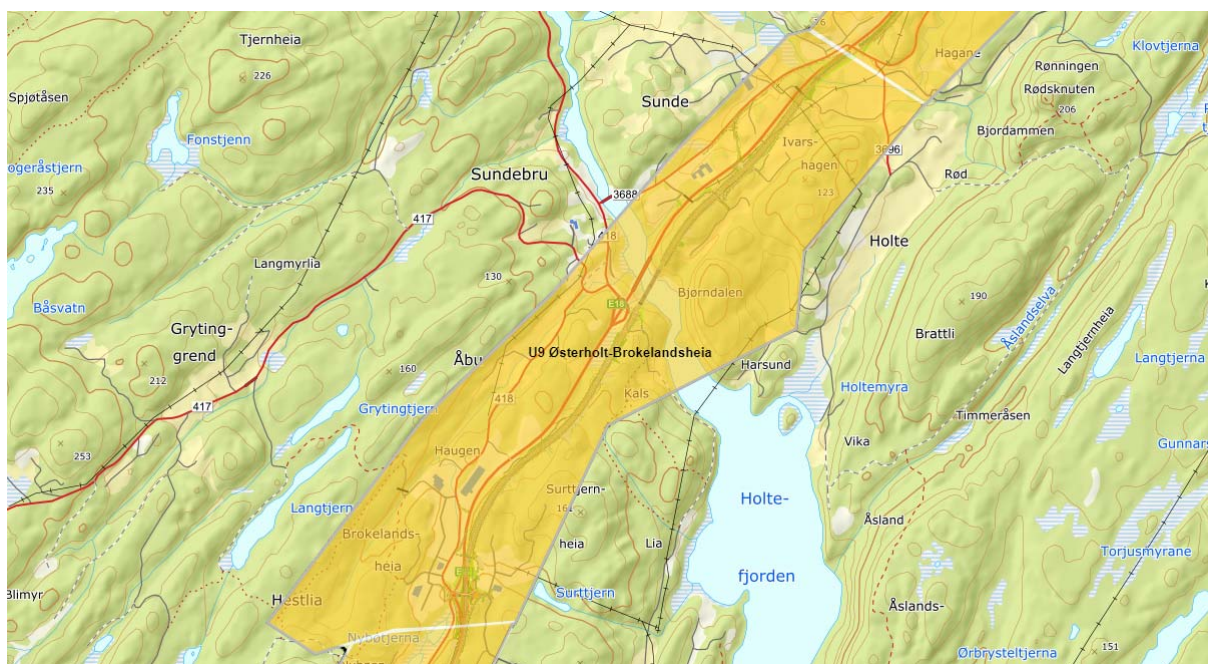 Tjernheia
226
Spjøtåsen
Fonstjenn
ogeråstjern
235
Sunde
Hagane
Klovtjerna
Rønningen
Rødsknuten
206
Bjordammen
Ivars-
hagen
3696
123
Rød
Sundebru
3688
417
418
Holte
Langmyrlia
130
Bjørndalen
E18
190
Båsvatn
Gryting-
grend
Brattli
Åslandselva
Langtjernheia
U9 Østerholt-Brokelandsheia
Åbu
160
Harsund
Langtjerna
212
417
Grytingtjern
418
Kals
Holtemyra
Timmeråsen
Vika
253
Haugen
Gunnars
Langtjern
Surttjern-
161
heia
Holte-
fjorden
Lia
Åsland
Brokelands-
heia
Torjusmyrane
Blimyr
Hestlia
Surttjern
Åslands-
Nybøtjerna
151
Ørbrysteltjerna